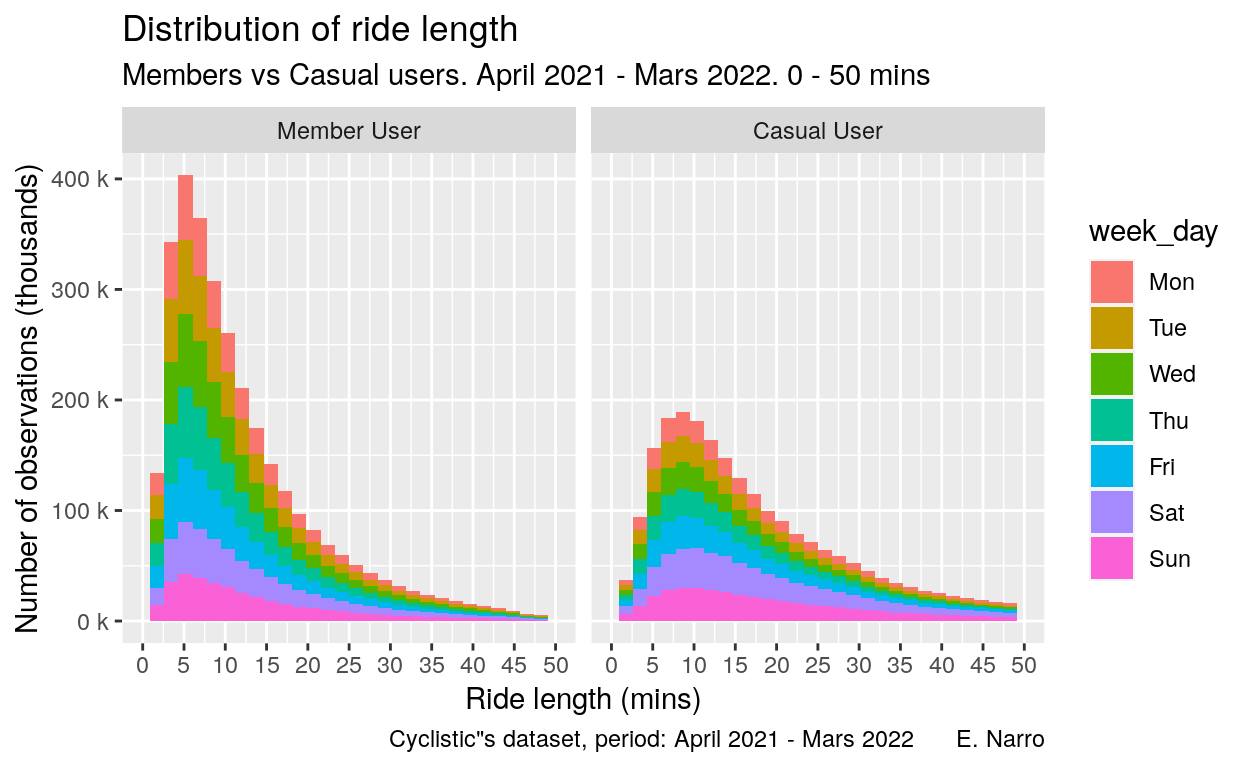 Distribution of ride length
Members vs Casual users. April 2021 - Mars 2022. 0 - 50 mins
Member User
Casual User
Number of observations (thousands)
400 k
300 k
200 k
100 k
0 k
0 5 10 15 20 25 30 35 40 45 50
0 5 10 15 20 25 30 35 40 45 50
Ride length (mins)
week_day
Mon
Tue
Wed
Thu
Fri
Sat
Sun
Cyclistic"s dataset, period: April 2021 - Mars 2022 E. Narro